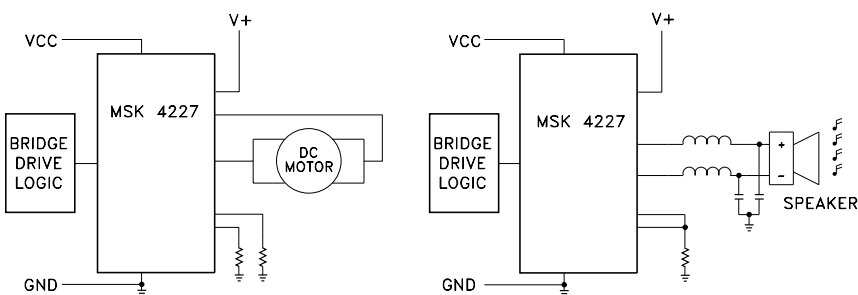 V+
VCC
MSK 4227
BRIDGE
DRIVE
LOGIC
DC
MOTOR
GND
V+
VCC
MSK 4227
BRIDGE
DRIVE
LOGIC
+
-
SPEAKER
GND